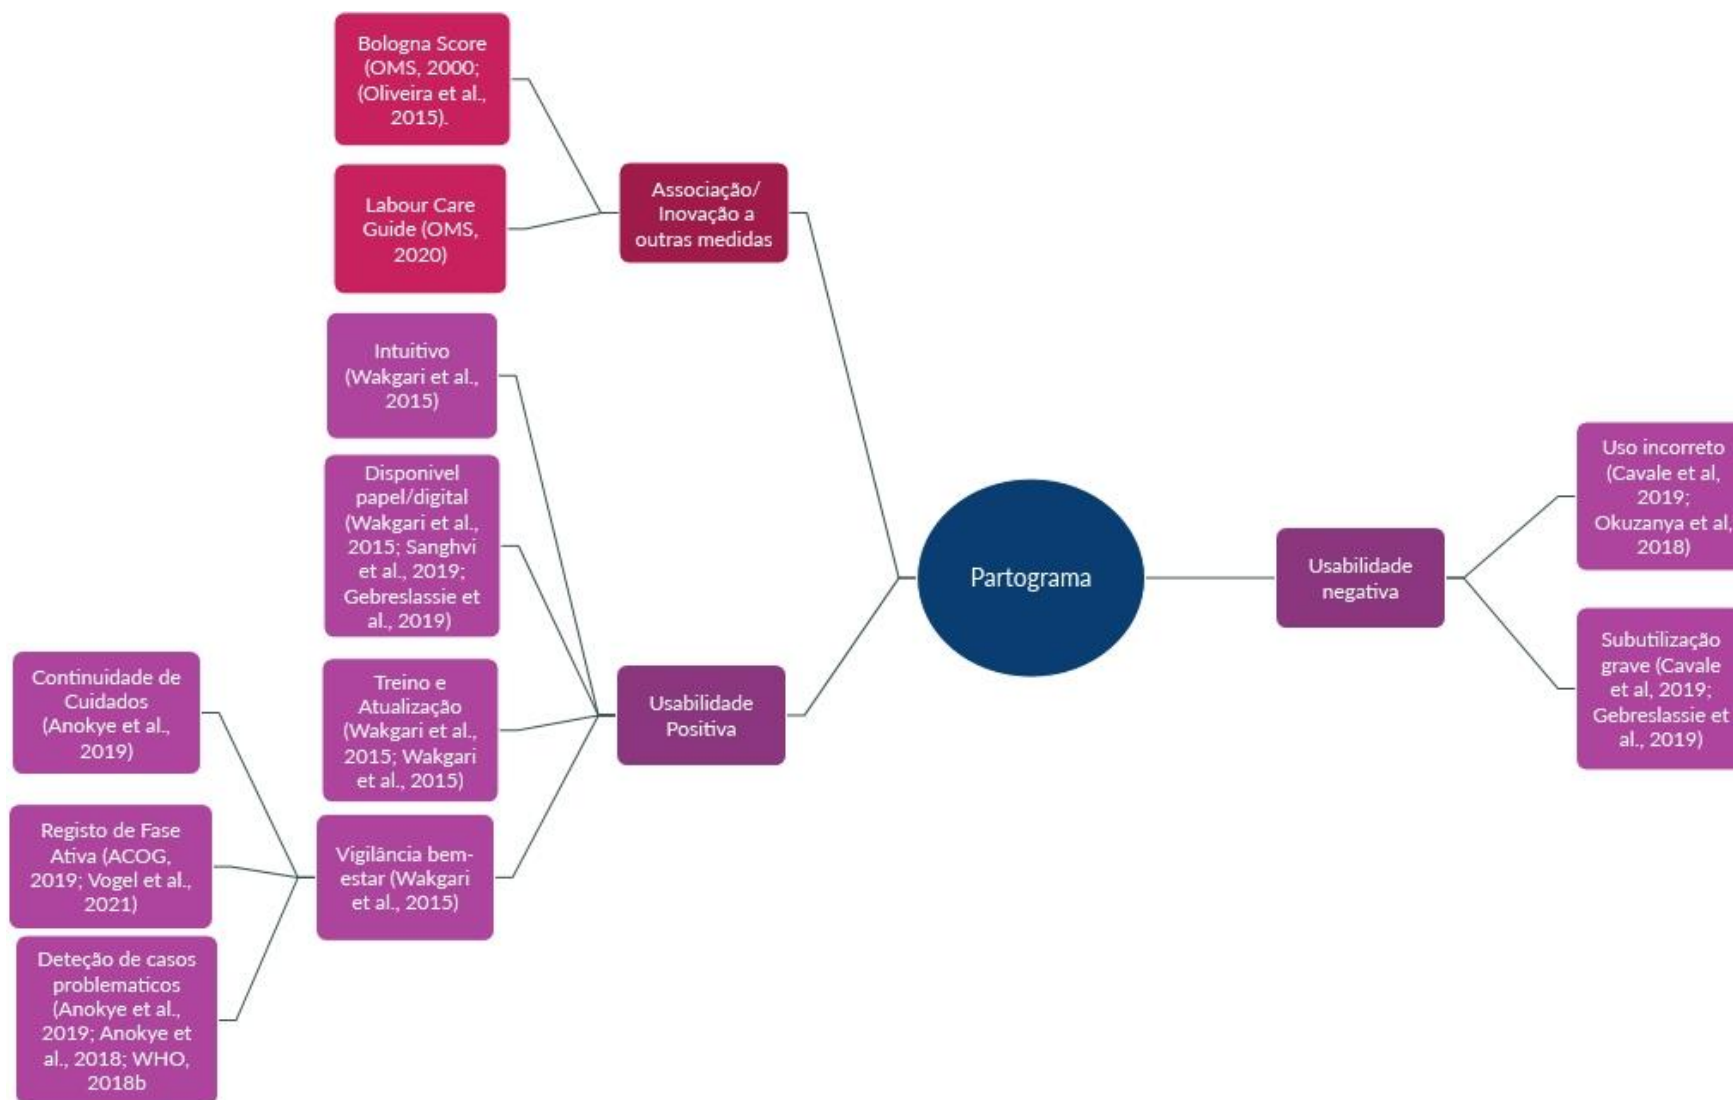 Bologna Score
(OMS, 2000;
(Oliveira et al.,
2015).
Labour Care
Guide (OMS,
2020)
Associação/
Inovação a
outras medidas
Intuitivo
(Wakgari et al.,
2015)
Disponivel
papel/digital
(Wakgari et al.,
2015; Sanghvi
et al., 2019;
Gebreslassie et
al., 2019)
Treino e
Atualização
(Wakgari et al.,
2015; Wakgari
et al., 2015)
Vigilância bem-
estar (Wakgari
et al., 2015)
Usabilidade
Positiva
Continuidade de
Cuidados
(Anokye et al.,
2019)
Registo de Fase
Ativa (ACOG,
2019; Vogel et al.,
2021)
Deteção de casos
problematicos
(Anokye et al.,
2019; Anokye et
al., 2018; WHO,
2018b
Partograma
Usabilidade
negativa
Uso incorreto
(Cavale et al,
2019;
Okuzanya et al,
2018)
Subutilização
grave (Cavale
et al, 2019;
Gebreslassie et
al., 2019)